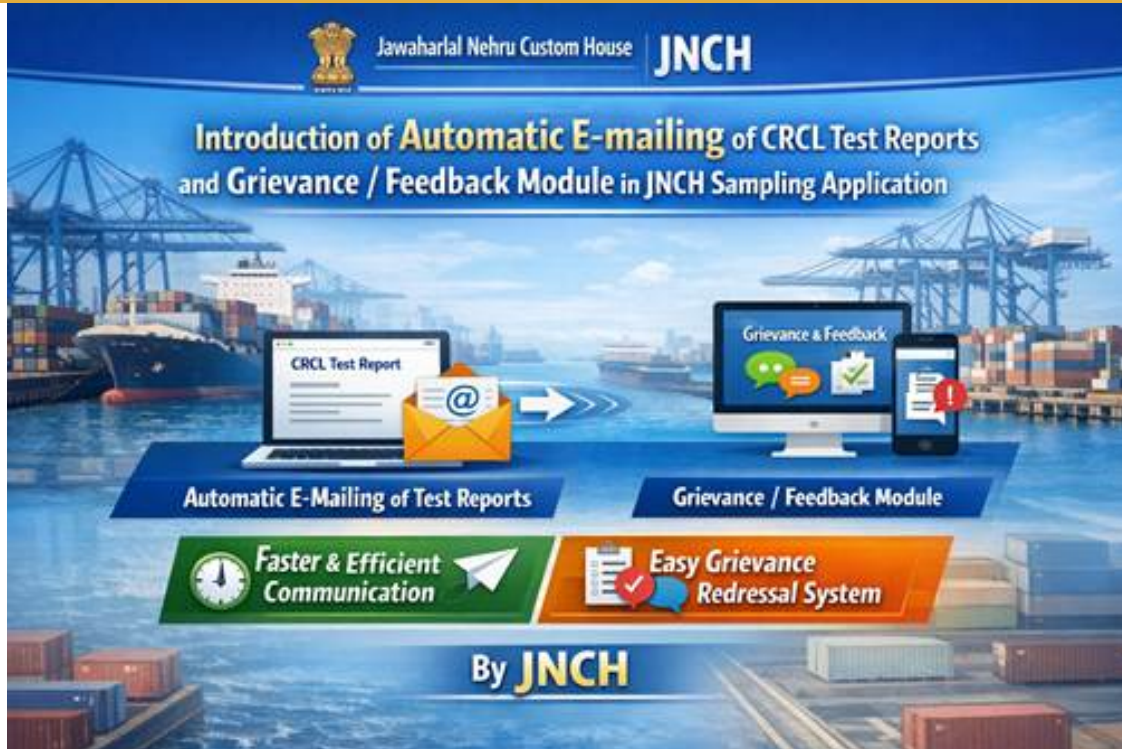 Jawaharlal Nehru Custom House | JNCH
Introduction of Automatic E-mailing of CRCL Test Reports
and Grievance / Feedback Module in JNCH Sampling Application
CRCL Test Report
@
Grievance & Feedback
!
Automatic E-Mailing of Test Reports
Grievance / Feedback Module
Faster & Efficient
Communication
Easy Grievance
Redressal System
By JNCH